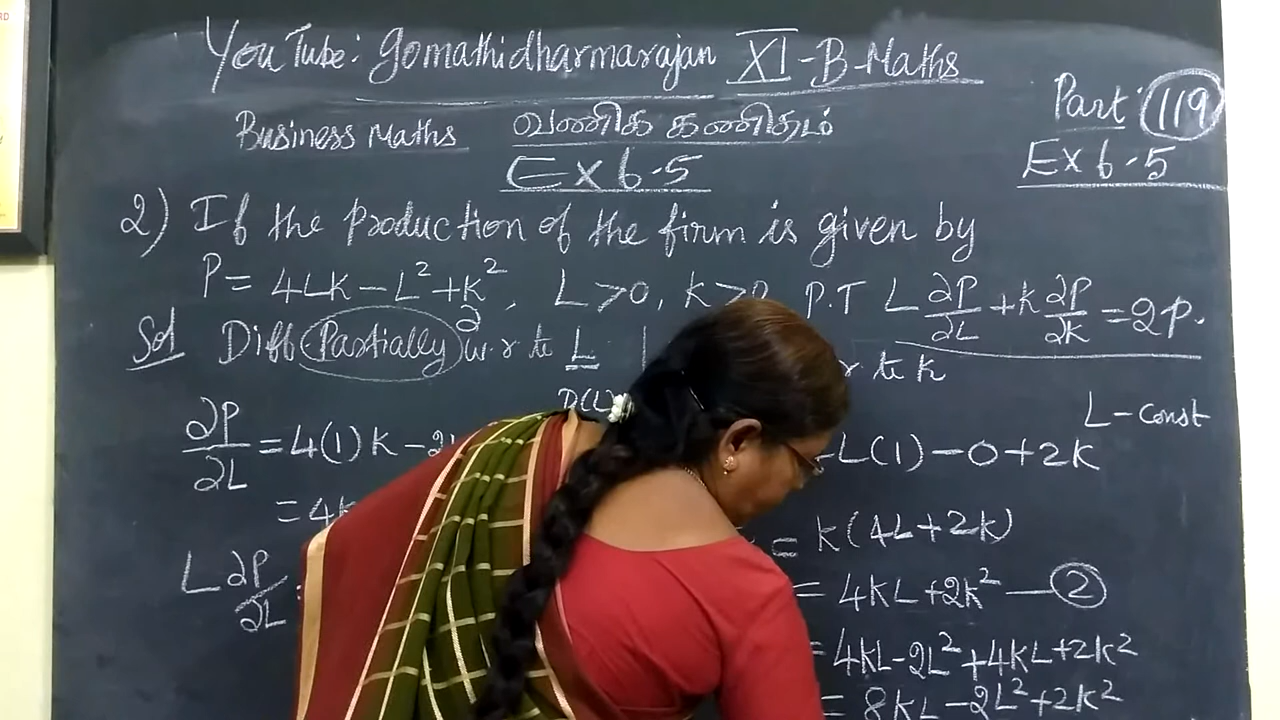 YouTube: gomathidharmarajan XI-B-Maths
Part: 119
Business Maths வணிக கணிதம்
Ex 6.5
Ex 6.5
2) If the production of the firm is given by
P = 4LK - L² + K², L>0, K>0 P.T L ∂P/∂L + K ∂P/∂K = 2P.
Sol Diff Partially ∂ w.r to L r to K
L - const
∂P/∂L = 4(1)K - 2 L(1) - 0 + 2K
= 4K = K(4L + 2K)
L ∂P/∂L = 4KL + 2K² — 2
= 4KL - 2L² + 4KL + 2K²
= 8KL - 2L² + 2K²